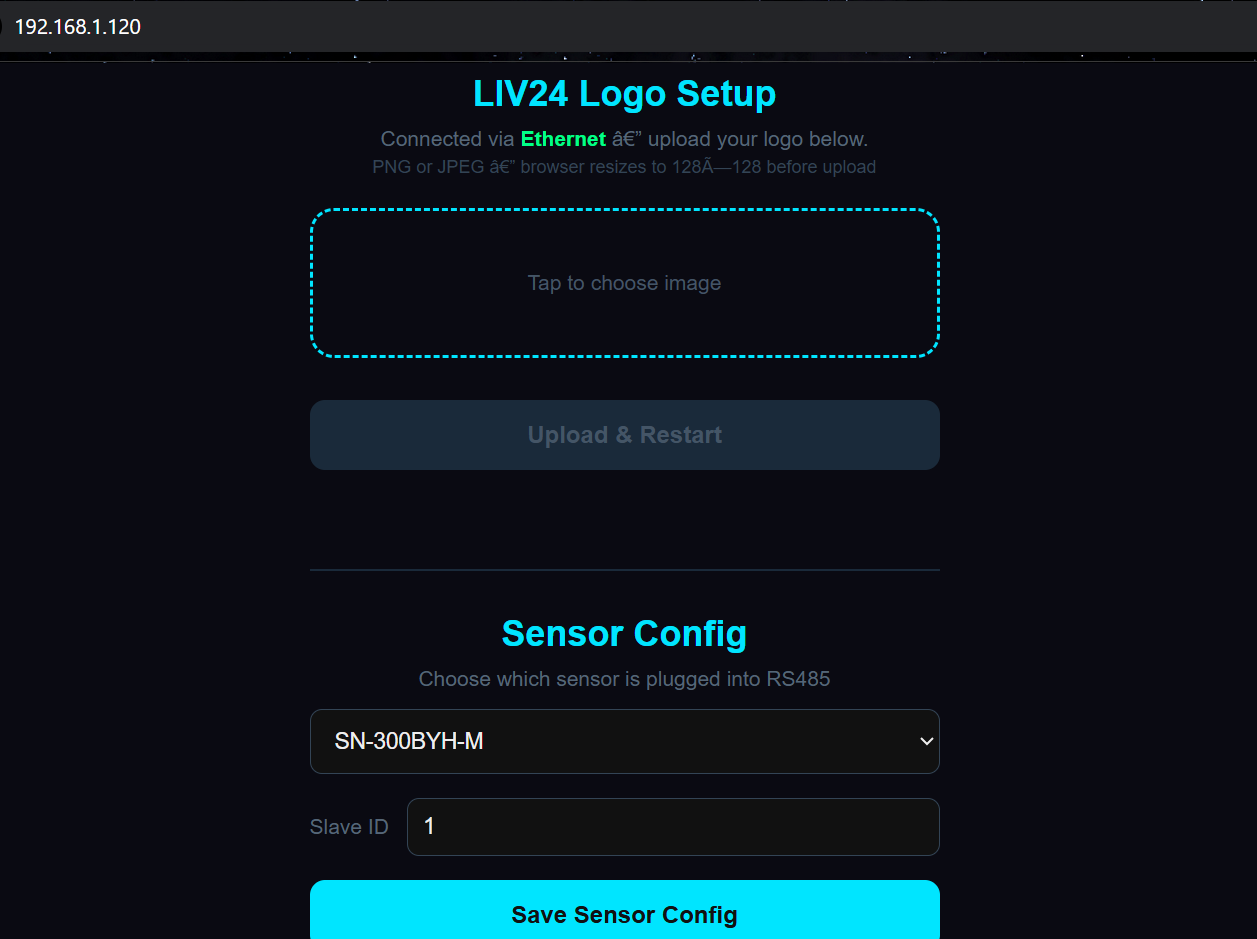 192.168.1.120
LIV24 Logo Setup
Connected via Ethernet â€” upload your logo below.
PNG or JPEG â€” browser resizes to 128Ã—128 before upload
Tap to choose image
Upload & Restart
Sensor Config
Choose which sensor is plugged into RS485
SN-300BYH-M
Slave ID
1
Save Sensor Config